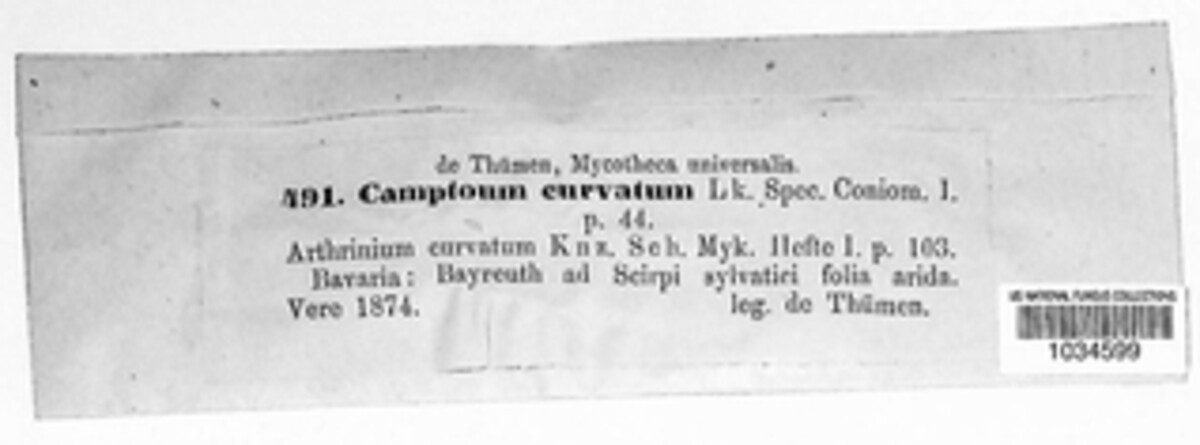 de Thümen, Mycotheca universalis.
491. Camptoum curvatum Lk. Spec. Coniom. I.
p. 44.
Arthrinium curvatum Knz. Sch. Myk. Hefte I. p. 103.
Bavaria: Bayreuth ad Scirpi sylvatici folia arida.
Vere 1874. leg. de Thümen.
US NATIONAL FUNGUS COLLECTIONS
1034599